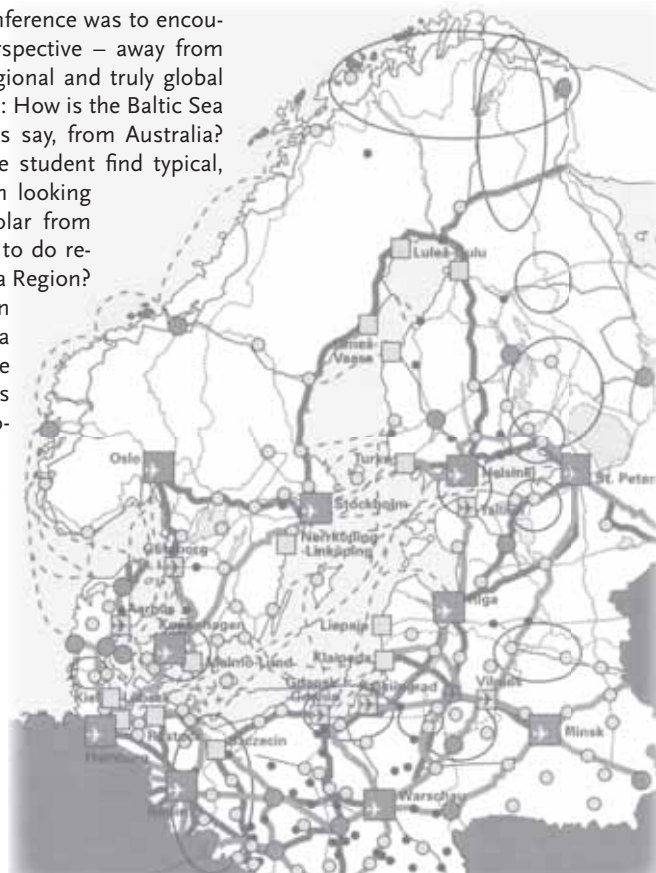 nference was to encou-
rspective – away from
gional and truly global
: How is the Baltic Sea
s say, from Australia?
e student find typical,
n looking
olar from
to do re-
a Region?
n
a
e
s
o-
Luleå-Oulu
Umeå-
Vaasa
Oslo
Turku
Helsinki
St. Peter
Stockholm
Tallinn
Norrköping
Linköping
Göteborg
Aarhus
Riga
Kopenhagen
Liepaja
Malmö-Lund
Klaipeda
Kiel
Lübeck
Gdansk
Kaliningrad
Vilnius
Rostock
Szczecin
Minsk
Hamburg
Warschau